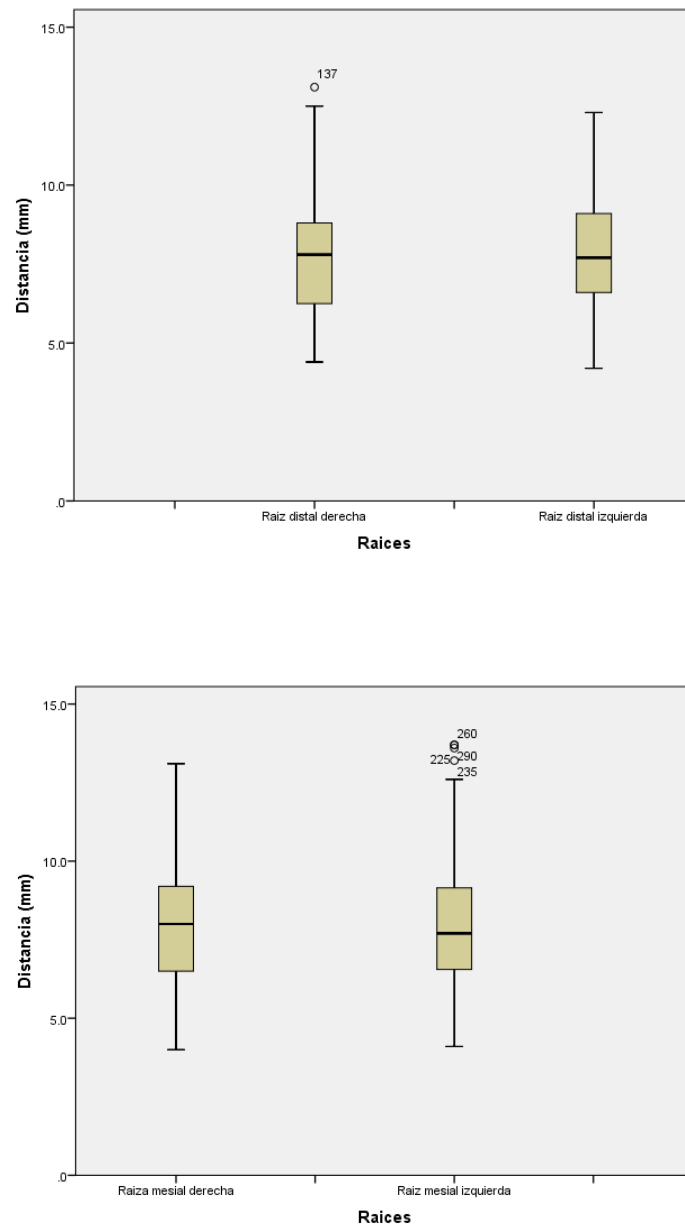 15.0
137
10.0
Distancia (mm)
5.0
.0
Raiz distal derecha
Raiz distal izquierda
Raices
15.0
260
225
290
235
10.0
Distancia (mm)
5.0
.0
Raiza mesial derecha
Raiz mesial izquierda
Raices